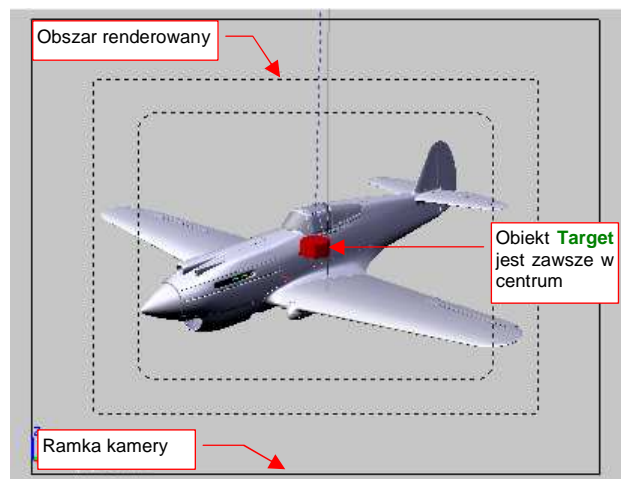 Obszar renderowany
Obiekt Target
jest zawsze w
centrum
Ramka kamery